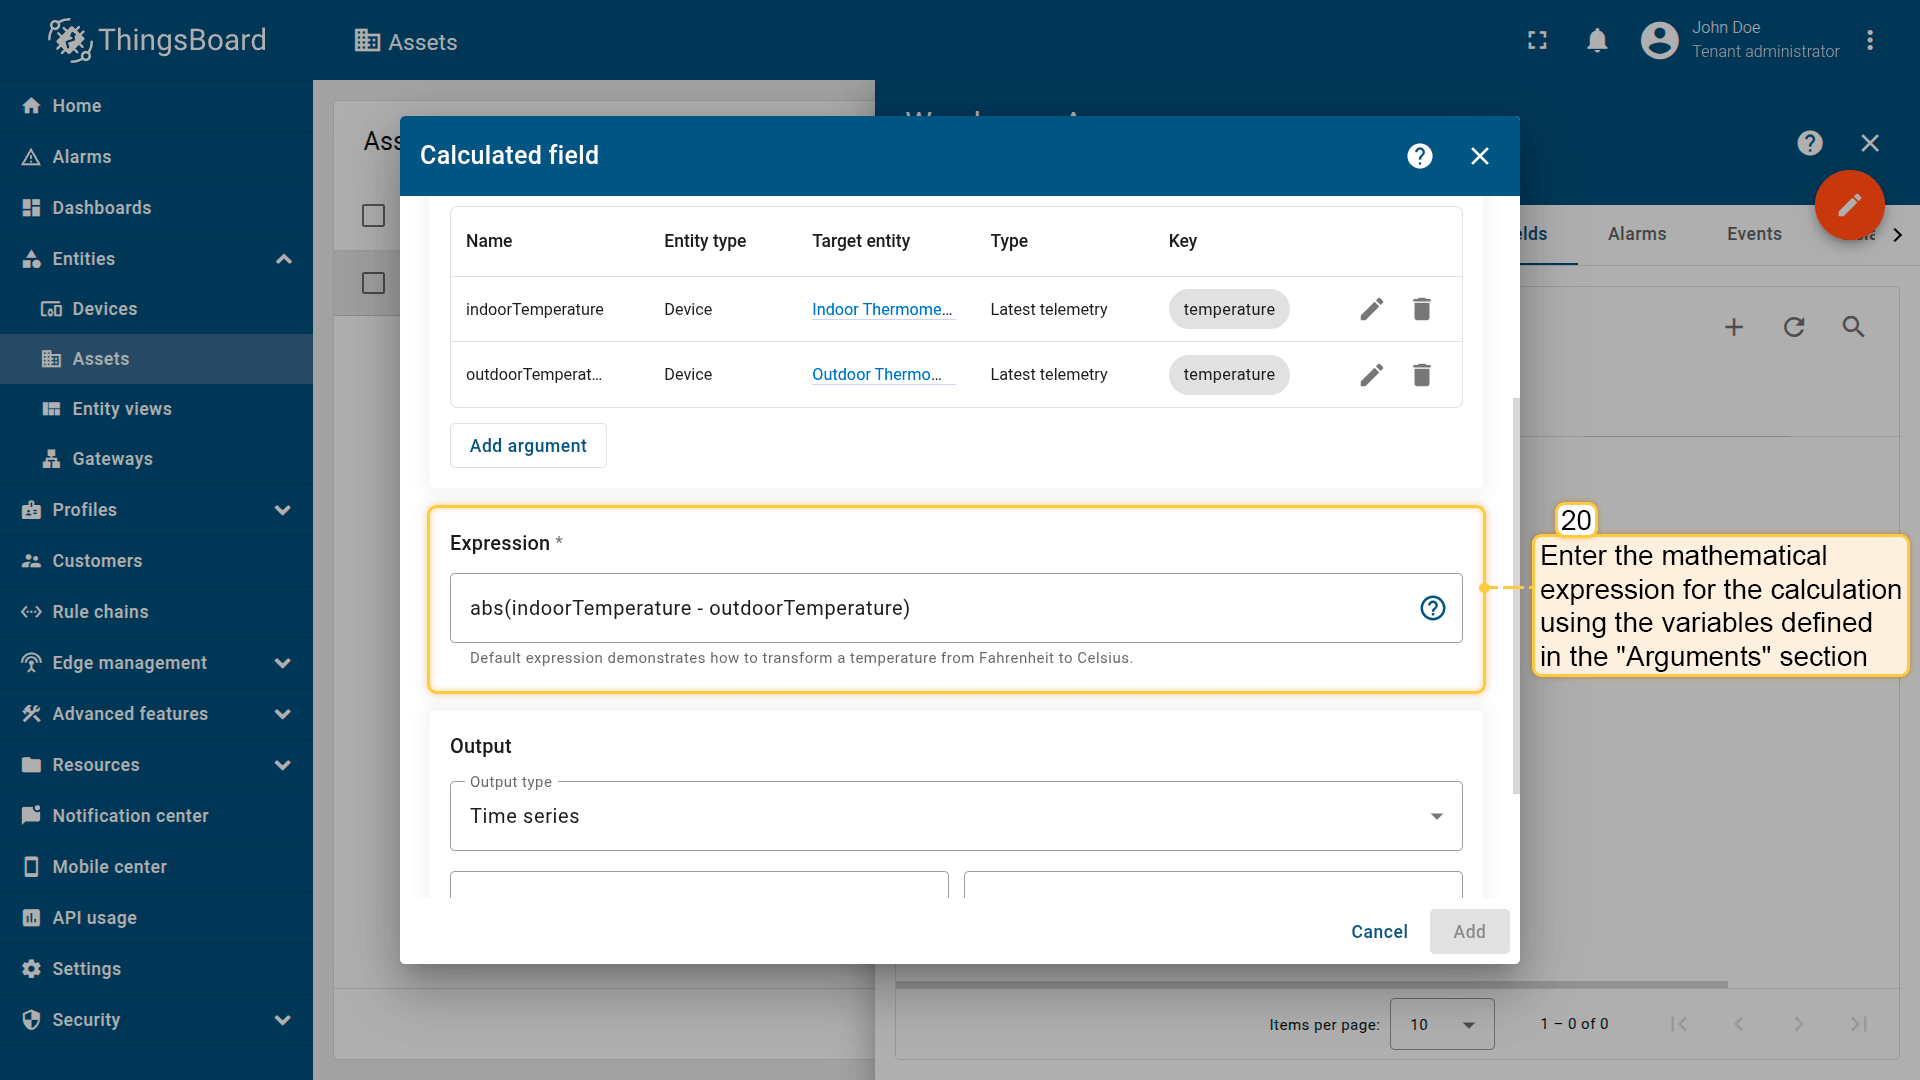 ThingsBoard
Assets
John Doe
Tenant administrator
Home
Alarms
Dashboards
Entities
Devices
Assets
Entity views
Gateways
Profiles
Customers
Rule chains
Edge management
Advanced features
Resources
Notification center
Mobile center
API usage
Settings
Security
Ass
Calculated field
Name Entity type Target entity Type Key
indoorTemperature Device Indoor Thermome... Latest telemetry temperature
outdoorTemperat... Device Outdoor Thermo... Latest telemetry temperature
Add argument
Expression *
abs(indoorTemperature - outdoorTemperature)
Default expression demonstrates how to transform a temperature from Fahrenheit to Celsius.
Output
Output type
Time series
Cancel Add
elds Alarms Events
20
Enter the mathematical
expression for the calculation
using the variables defined
in the "Arguments" section
Items per page: 10 1 – 0 of 0